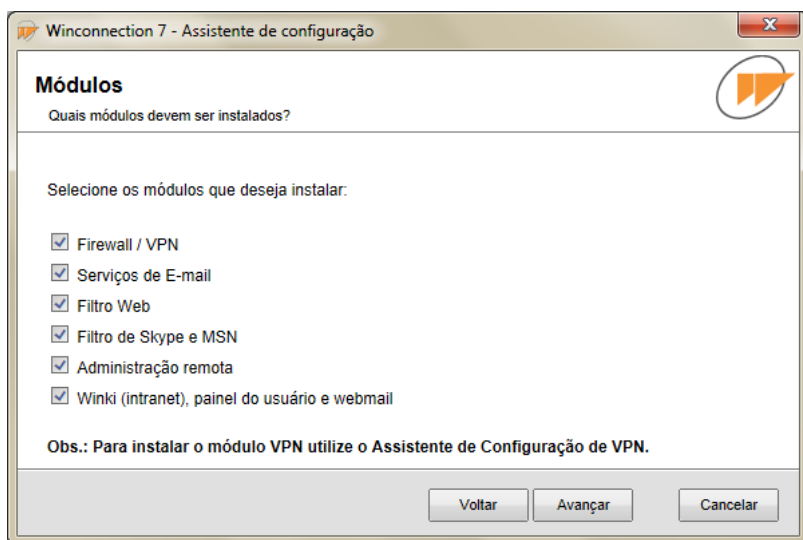 Winconnection 7 - Assistente de configuração
Módulos
Quais módulos devem ser instalados?
Selecione os módulos que deseja instalar:
Firewall / VPN
Serviços de E-mail
Filtro Web
Filtro de Skype e MSN
Administração remota
Winki (intranet), painel do usuário e webmail
Obs.: Para instalar o módulo VPN utilize o Assistente de Configuração de VPN.
Voltar Avançar Cancelar